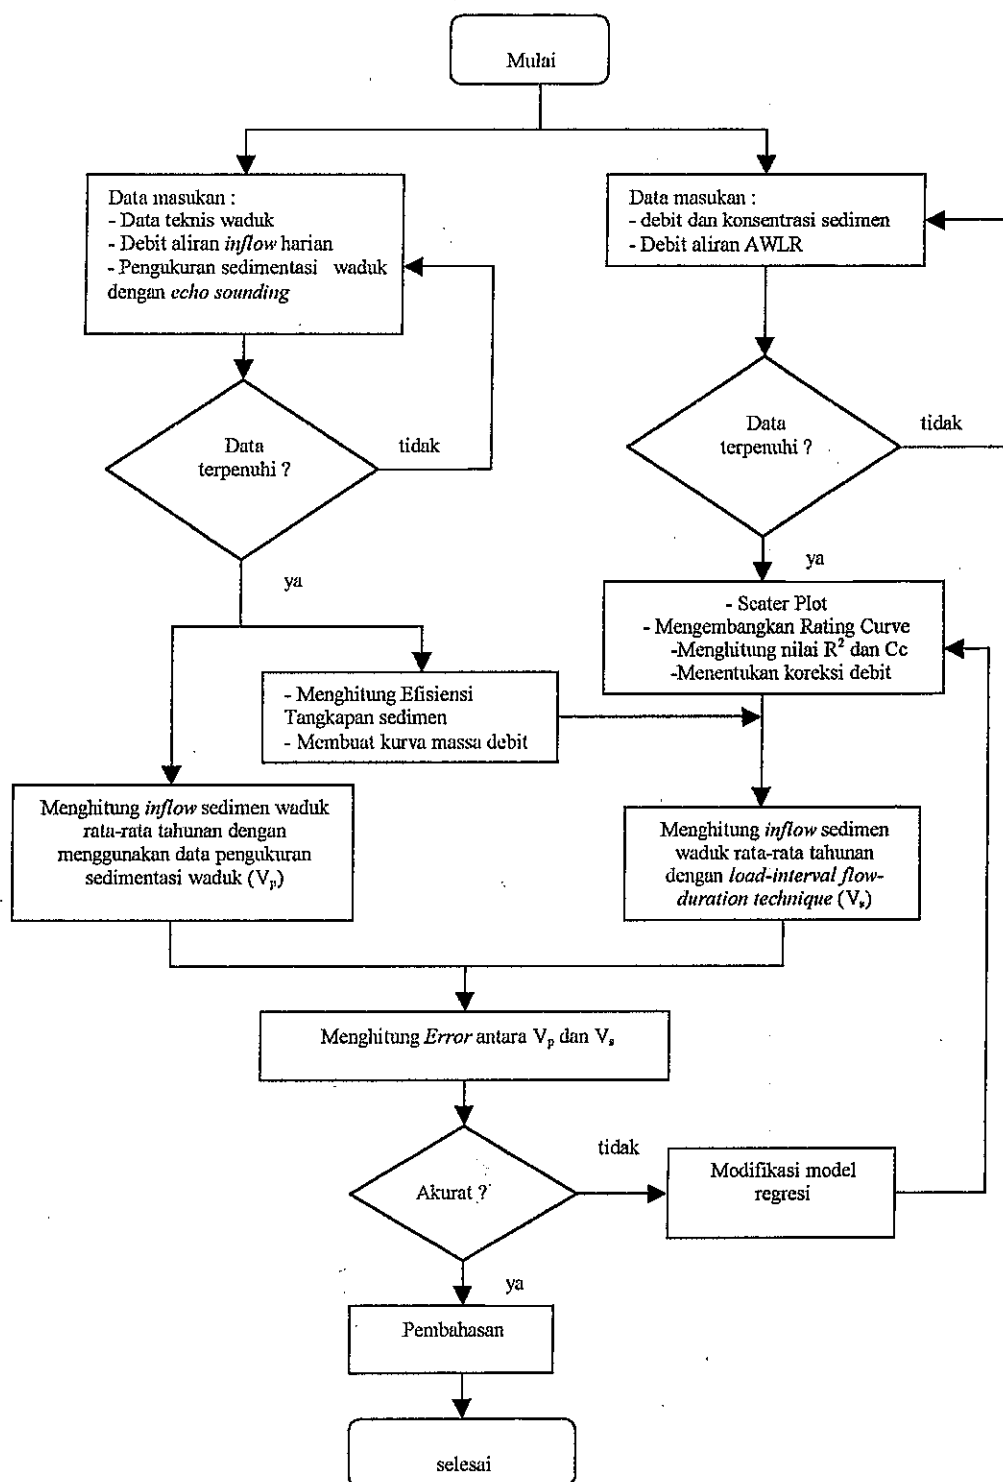 Mulai
Data masukan :
- Data teknis waduk
- Debit aliran inflow harian
- Pengukuran sedimentasi waduk
dengan echo sounding
Data masukan :
- debit dan konsentrasi sedimen
- Debit aliran AWLR
Data
terpenuhi ?
tidak
Data
terpenuhi ?
tidak
ya
ya
- Scater Plot
- Mengembangkan Rating Curve
-Menghitung nilai R² dan Cc
-Menentukan koreksi debit
- Menghitung Efisiensi
Tangkapan sedimen
- Membuat kurva massa debit
Menghitung inflow sedimen waduk
rata-rata tahunan dengan
menggunakan data pengukuran
sedimentasi waduk (Vp)
Menghitung inflow sedimen
waduk rata-rata tahunan
dengan load-interval flow-
duration technique (Vs)
Menghitung Error antara Vp dan Vs
tidak
Akurat ?
Modifikasi model
regresi
ya
Pembahasan
selesai